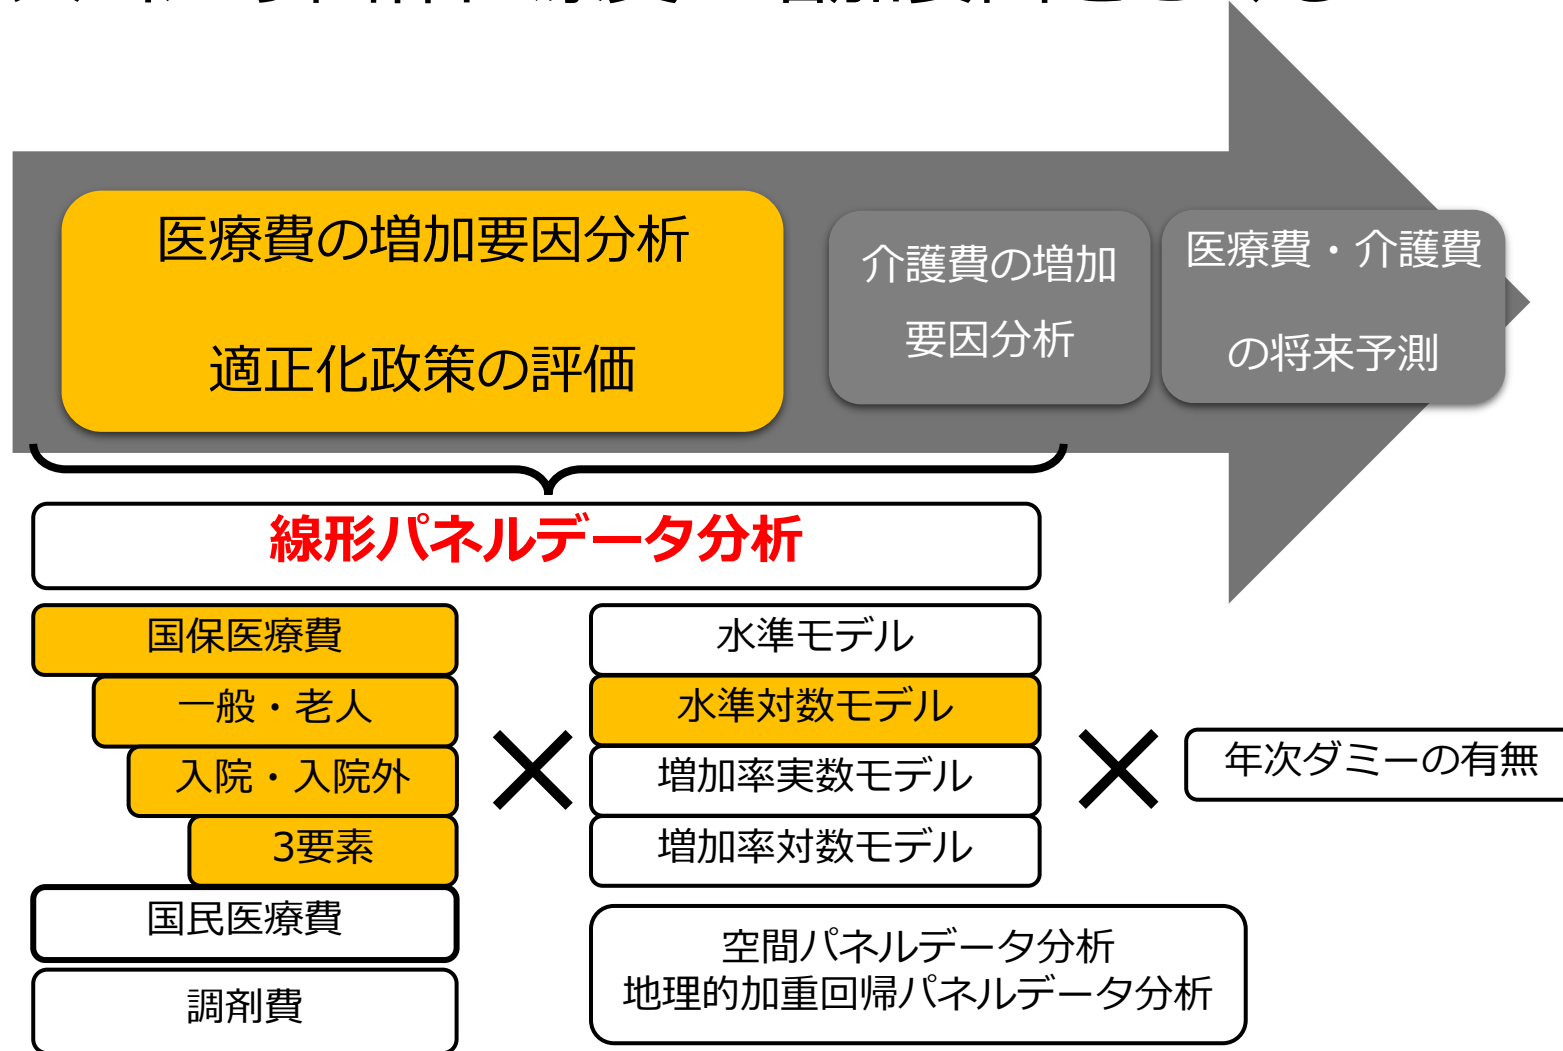 医療費の増加要因分析
適正化政策の評価
介護費の増加
要因分析
医療費・介護費
の将来予測
線形パネルデータ分析
国保医療費
一般・老人
入院・入院外
3要素
国民医療費
調剤費
水準モデル
水準対数モデル
増加率実数モデル
増加率対数モデル
空間パネルデータ分析
地理的加重回帰パネルデータ分析
年次ダミーの有無